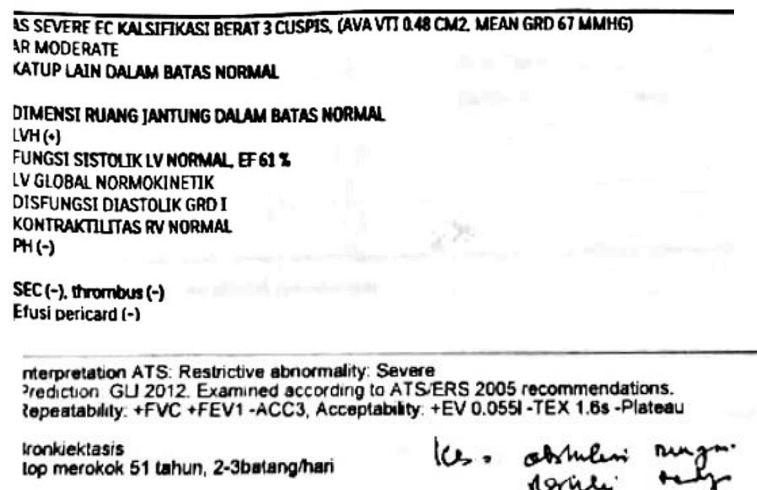 AS SEVERE EC KALSIFIKASI BERAT 3 CUSPIS, (AVA VTI 0.48 CM2, MEAN GRD 67 MMHG)
AR MODERATE
KATUP LAIN DALAM BATAS NORMAL
DIMENSI RUANG JANTUNG DALAM BATAS NORMAL
LVH (+)
FUNGSI SISTOLIK LV NORMAL, EF 61 %
LV GLOBAL NORMOKINETIK
DISFUNGSI DIASTOLIK GRD I
KONTRAKTILITAS RV NORMAL
PH (-)
SEC (-), thrombus (-)
Efusi pericard (-)
nterpretation ATS: Restrictive abnormality: Severe
Prediction: GLI 2012. Examined according to ATS/ERS 2005 recommendations.
Repeatability: +FVC +FEV1 -ACC3, Acceptability: +EV 0.055l -TEX 1.6s -Plateau
ronkiektasis
top merokok 51 tahun, 2-3batang/hari
Kes :